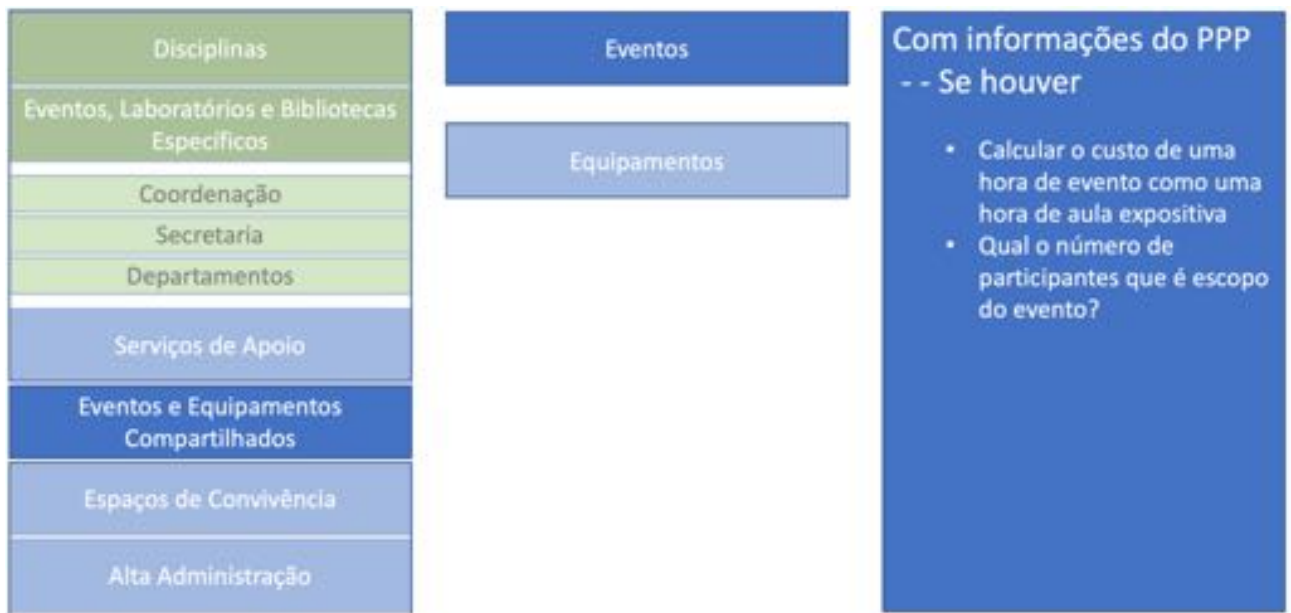 Disciplinas
Eventos, Laboratórios e Bibliotecas
Específicos
Coordenação
Secretaria
Departamentos
Serviços de Apoio
Eventos e Equipamentos
Compartilhados
Espaços de Convivência
Alta Administração
Eventos
Equipamentos
Com informações do PPP
- - Se houver
• Calcular o custo de uma
hora de evento como uma
hora de aula expositiva
• Qual o número de
participantes que é escopo
do evento?